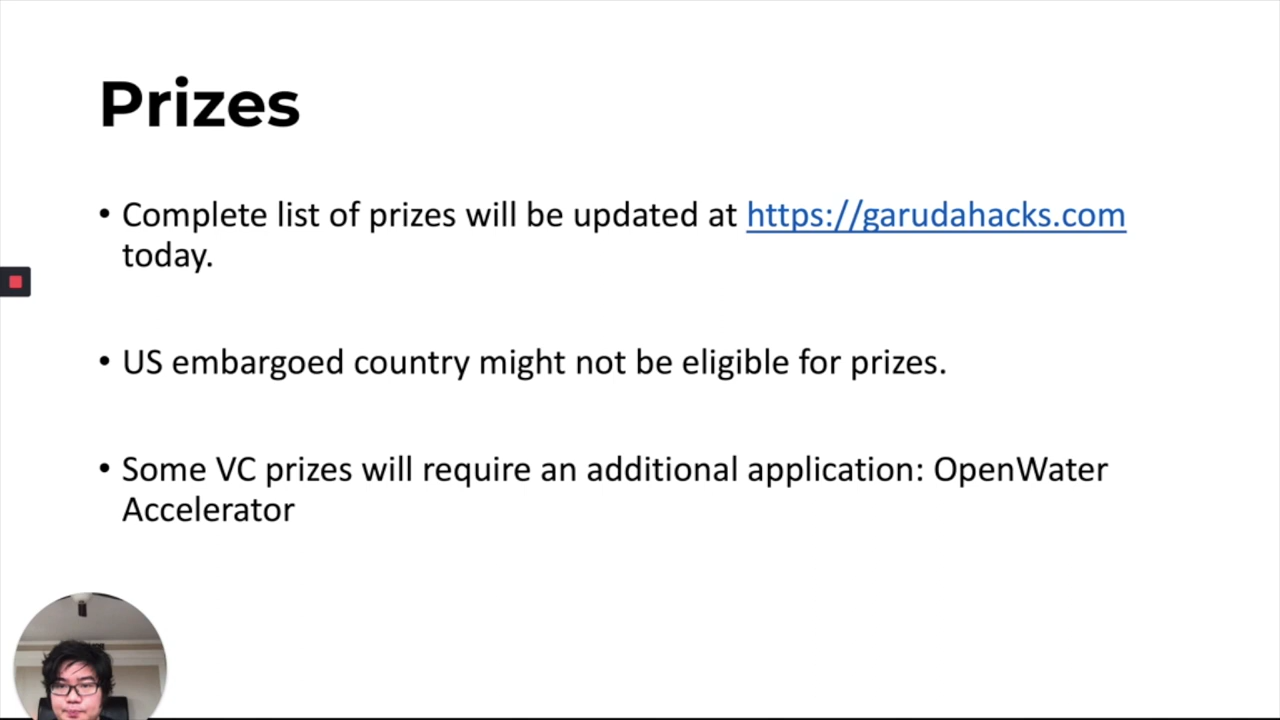 Prizes
• Complete list of prizes will be updated at https://garudahacks.com
today.
• US embargoed country might not be eligible for prizes.
• Some VC prizes will require an additional application: OpenWater
Accelerator